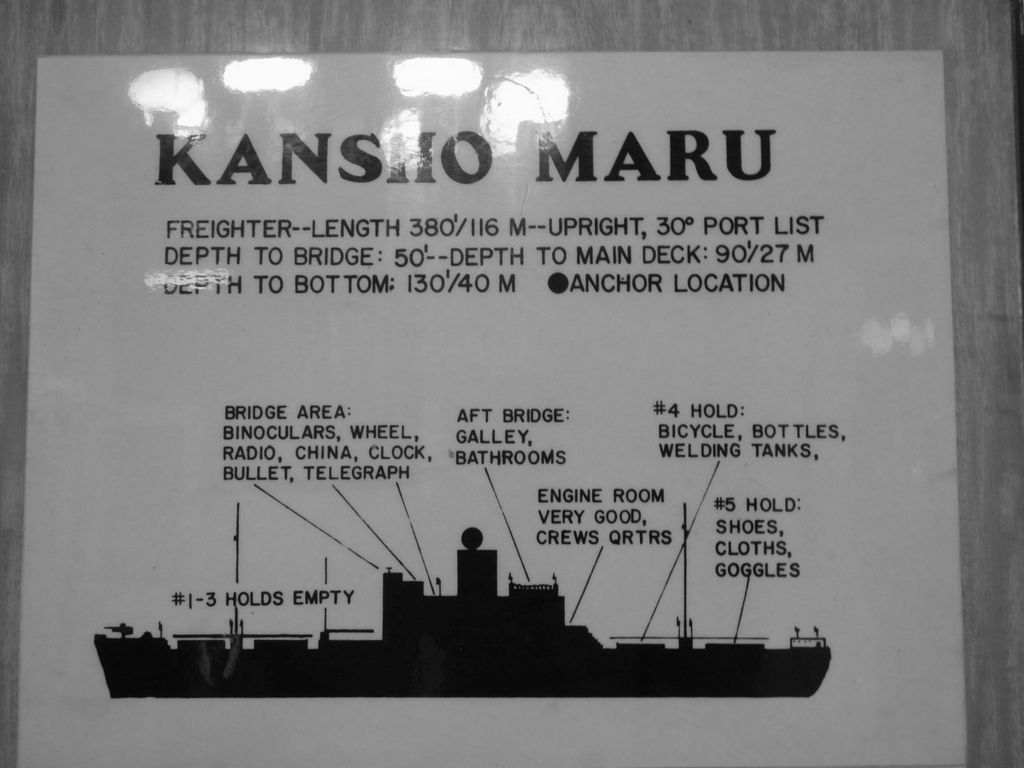 KANSHO MARU
FREIGHTER--LENGTH 380'/116 M--UPRIGHT, 30° PORT LIST
DEPTH TO BRIDGE: 50'--DEPTH TO MAIN DECK: 90'/27 M
DEPTH TO BOTTOM: 130'/40 M ●ANCHOR LOCATION
BRIDGE AREA:
BINOCULARS, WHEEL,
RADIO, CHINA, CLOCK,
BULLET, TELEGRAPH
AFT BRIDGE:
GALLEY,
BATHROOMS
#4 HOLD:
BICYCLE, BOTTLES,
WELDING TANKS,
ENGINE ROOM
VERY GOOD,
CREWS QRTRS
#5 HOLD:
SHOES,
CLOTHS,
GOGGLES
#1-3 HOLDS EMPTY